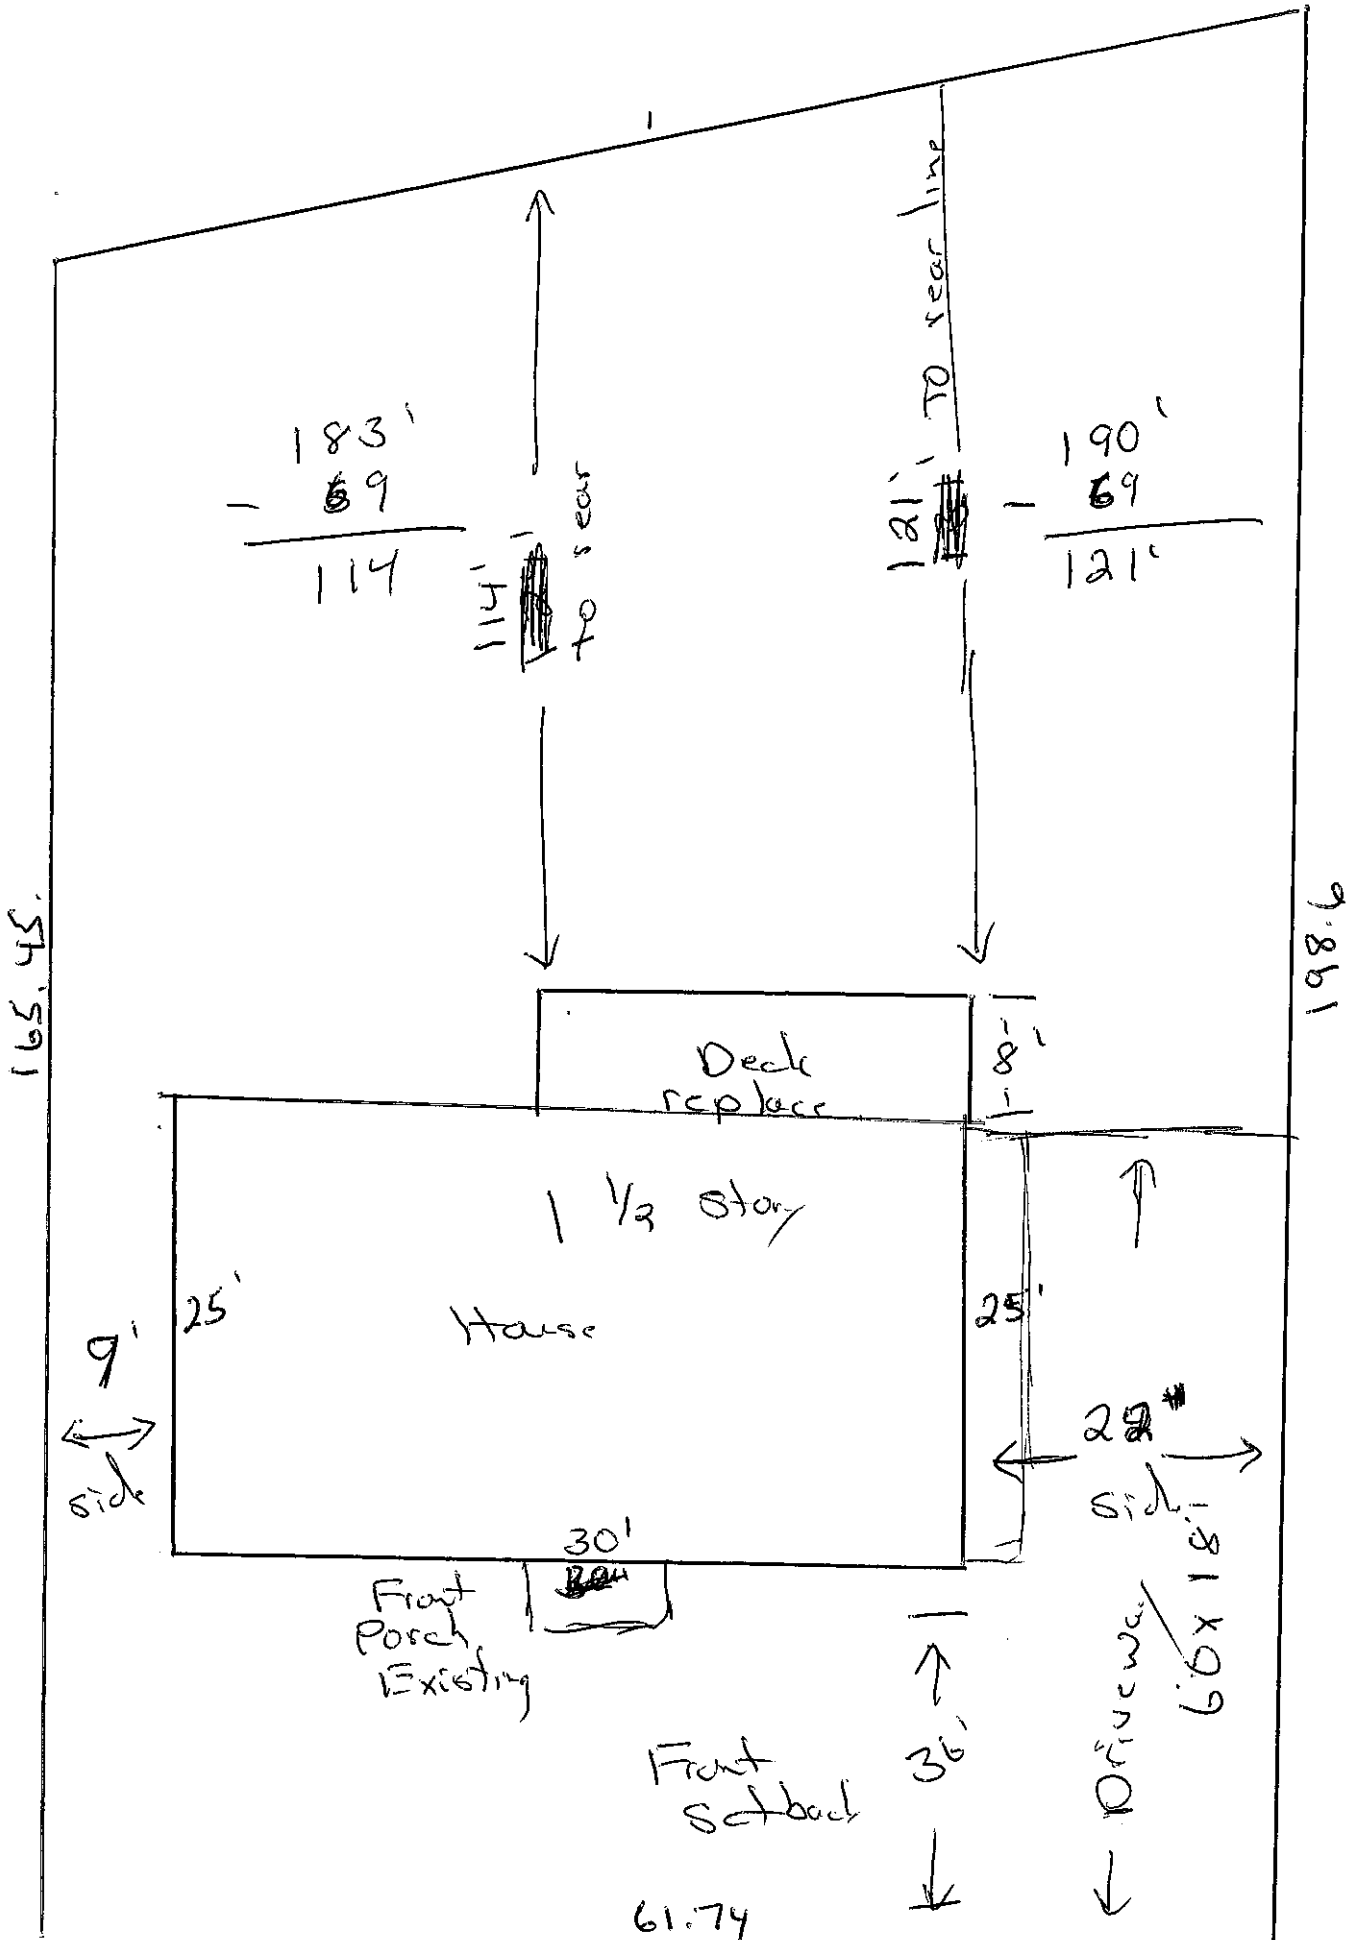 183'
- 69
114
114'
to rear
121'
TO rear line
190'
- 69
121'
165.45
198.6
Deck
replace
8'
1 1/2 Story
House
25'
25'
9'
side
22
side
30'
Front
Porch
Existing
Front
Setback
36'
Driveway
60x18'
61.74